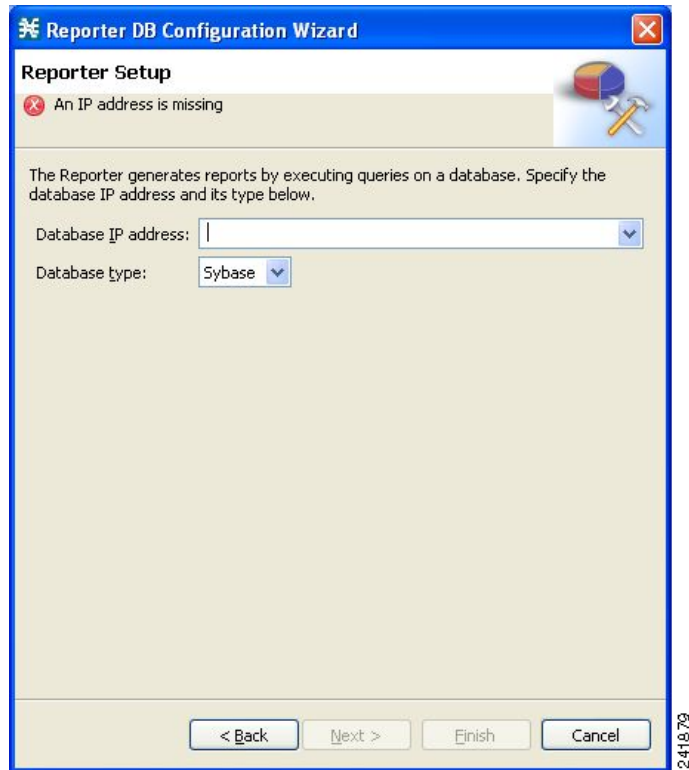 Reporter DB Configuration Wizard
Reporter Setup
An IP address is missing
The Reporter generates reports by executing queries on a database. Specify the
database IP address and its type below.
Database IP address:
Database type: Sybase
< Back Next > Finish Cancel
241879